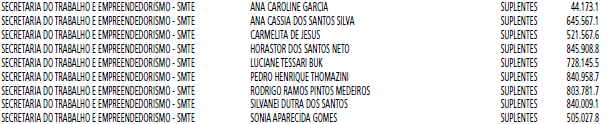 SECRETARIA DO TRABALHO E EMPREENDEDORISMO - SMTE ANA CAROLINE GARCIA SUPLENTES 44.173.1
SECRETARIA DO TRABALHO E EMPREENDEDORISMO - SMTE ANA CASSIA DOS SANTOS SILVA SUPLENTES 645.567.1
SECRETARIA DO TRABALHO E EMPREENDEDORISMO - SMTE CARMELITA DE JESUS SUPLENTES 521.567.6
SECRETARIA DO TRABALHO E EMPREENDEDORISMO - SMTE HORASTOR DOS SANTOS NETO SUPLENTES 845.908.8
SECRETARIA DO TRABALHO E EMPREENDEDORISMO - SMTE LUCIANE TESSARI BUK SUPLENTES 728.145.5
SECRETARIA DO TRABALHO E EMPREENDEDORISMO - SMTE PEDRO HENRIQUE THOMAZINI SUPLENTES 840.958.7
SECRETARIA DO TRABALHO E EMPREENDEDORISMO - SMTE RODRIGO RAMOS PINTOS MEDEIROS SUPLENTES 803.781.7
SECRETARIA DO TRABALHO E EMPREENDEDORISMO - SMTE SILVANEI DUTRA DOS SANTOS SUPLENTES 840.009.1
SECRETARIA DO TRABALHO E EMPREENDEDORISMO - SMTE SONIA APARECIDA GOMES SUPLENTES 505.027.8